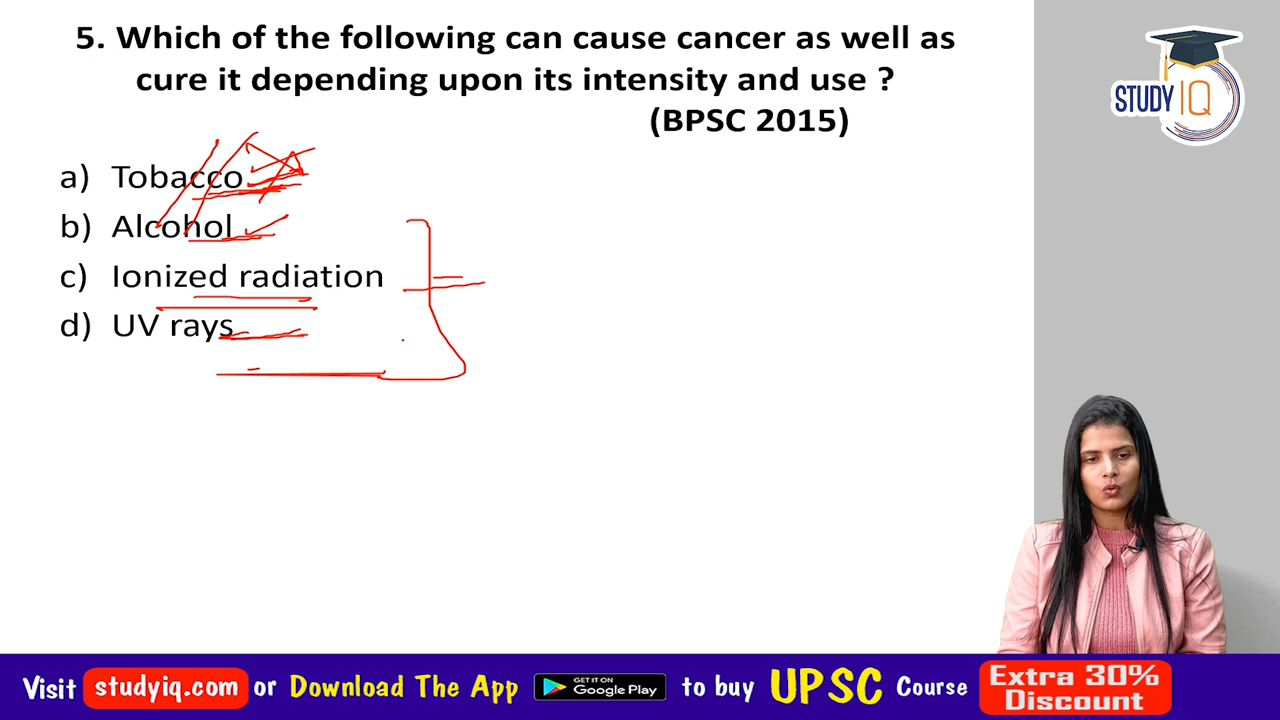 5. Which of the following can cause cancer as well as
cure it depending upon its intensity and use ?
(BPSC 2015)
a) Tobacco
b) Alcohol
c) Ionized radiation
d) UV rays
STUDY IQ
Visit studyiq.com or Download The App GET IT ON Google Play to buy UPSC Course Extra 30% Discount